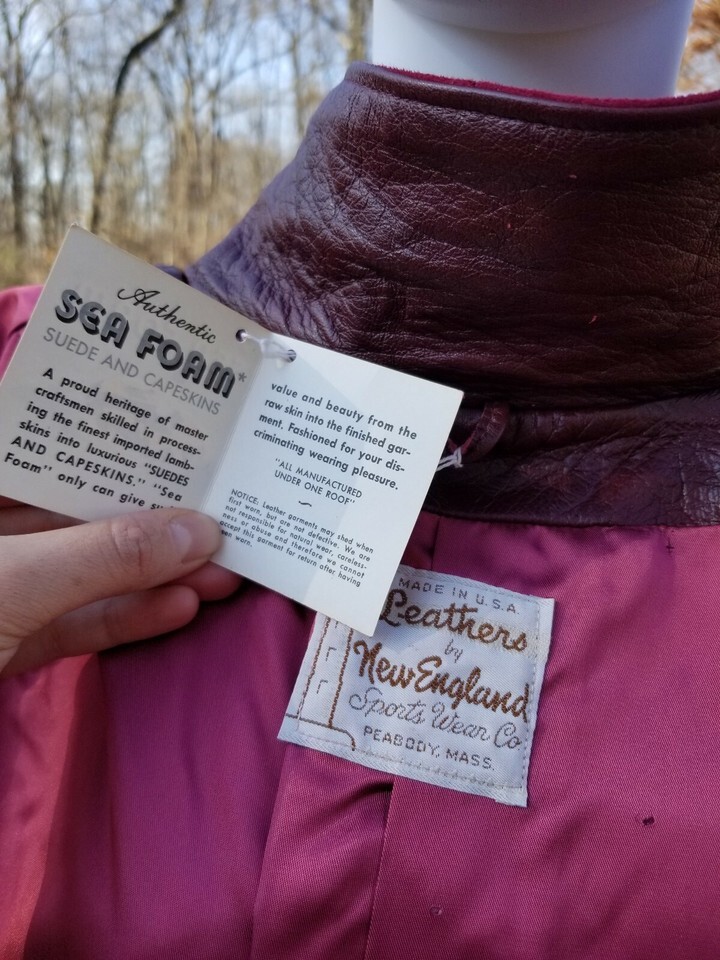 Authentic
SEA FOAM*
SUEDE AND CAPESKINS
A proud heritage of master
craftsmen skilled in process-
ing the finest imported lamb-
skins into luxurious "SUEDES
AND CAPESKINS." "Sea
Foam" only can give
value and beauty from the
raw skin into the finished gar-
ment. Fashioned for your dis-
criminating wearing pleasure.
"ALL MANUFACTURED
UNDER ONE ROOF"
NOTICE: Leather garments may shed when
first worn, but are not defective. We are
not responsible for natural wear, careless-
ness or abuse and therefore we cannot
accept this garment for return after having
been worn.
MADE IN U.S.A.
Leathers
by
New England
Sports Wear Co.
PEABODY, MASS.